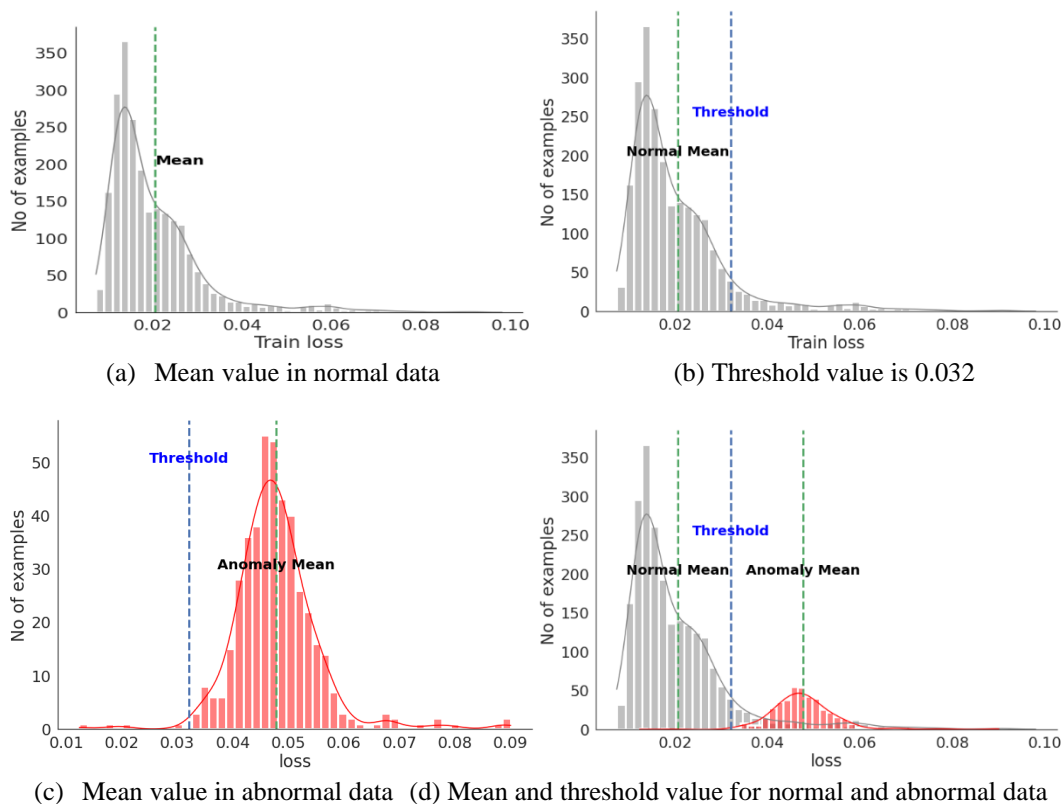 350
300
250
200
150
100
50
0
No of examples
Mean
0.02 0.04 0.06 0.08 0.10
Train loss
(a) Mean value in normal data
350
300
250
200
150
100
50
0
No of examples
Threshold
Normal Mean
0.02 0.04 0.06 0.08 0.10
Train loss
(b) Threshold value is 0.032
50
40
30
20
10
0
No of examples
Threshold
Anomaly Mean
0.01 0.02 0.03 0.04 0.05 0.06 0.07 0.08 0.09
loss
(c) Mean value in abnormal data
350
300
250
200
150
100
50
0
No of examples
Threshold
Normal Mean Anomaly Mean
0.02 0.04 0.06 0.08 0.10
loss
(d) Mean and threshold value for normal and abnormal data